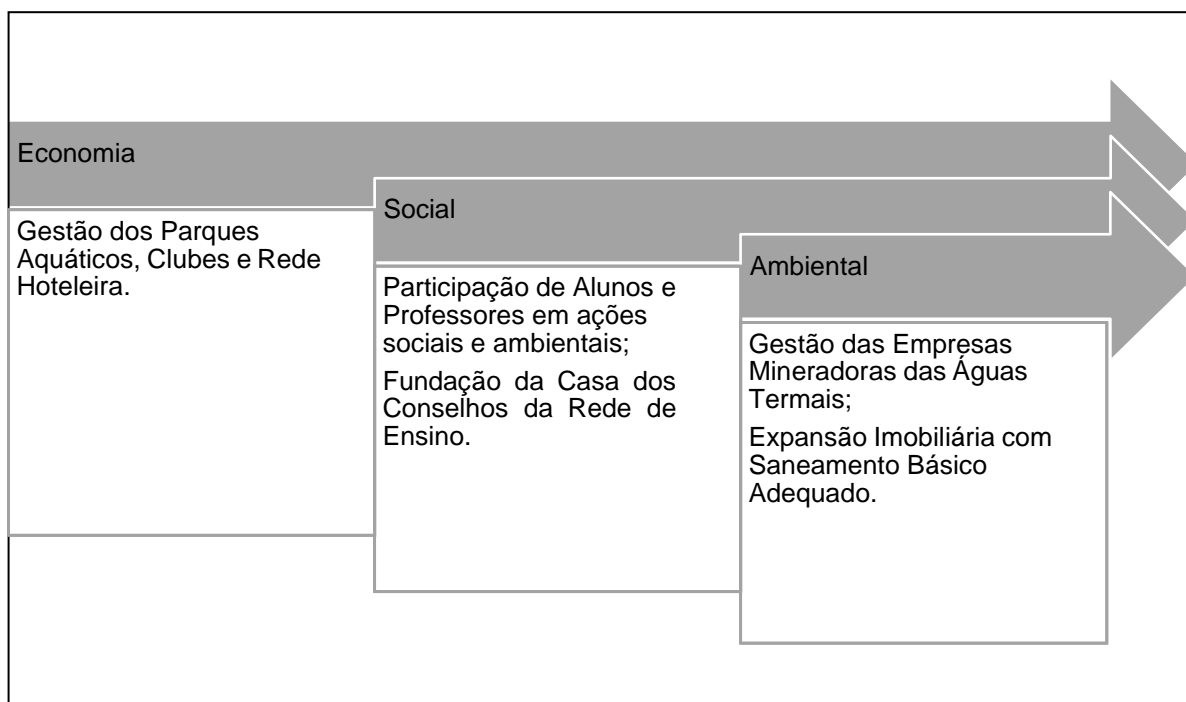 Economia
Gestão dos Parques
Aquáticos, Clubes e Rede
Hoteleira.
Social
Participação de Alunos e
Professores em ações
sociais e ambientais;
Fundação da Casa dos
Conselhos da Rede de
Ensino.
Ambiental
Gestão das Empresas
Mineradoras das Águas
Termais;
Expansão Imobiliária com
Saneamento Básico
Adequado.